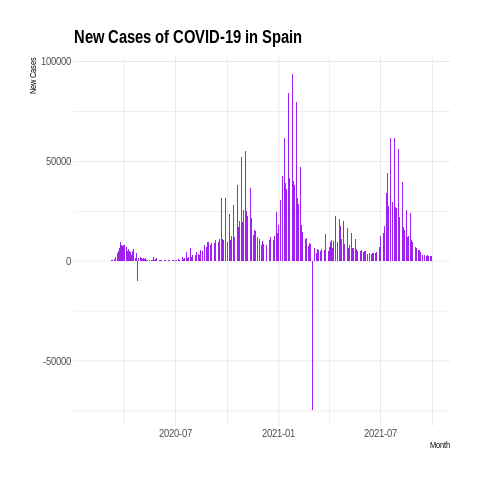 New Cases of COVID-19 in Spain
New Cases
100000
50000
0
-50000
2020-07
2021-01
2021-07
Month